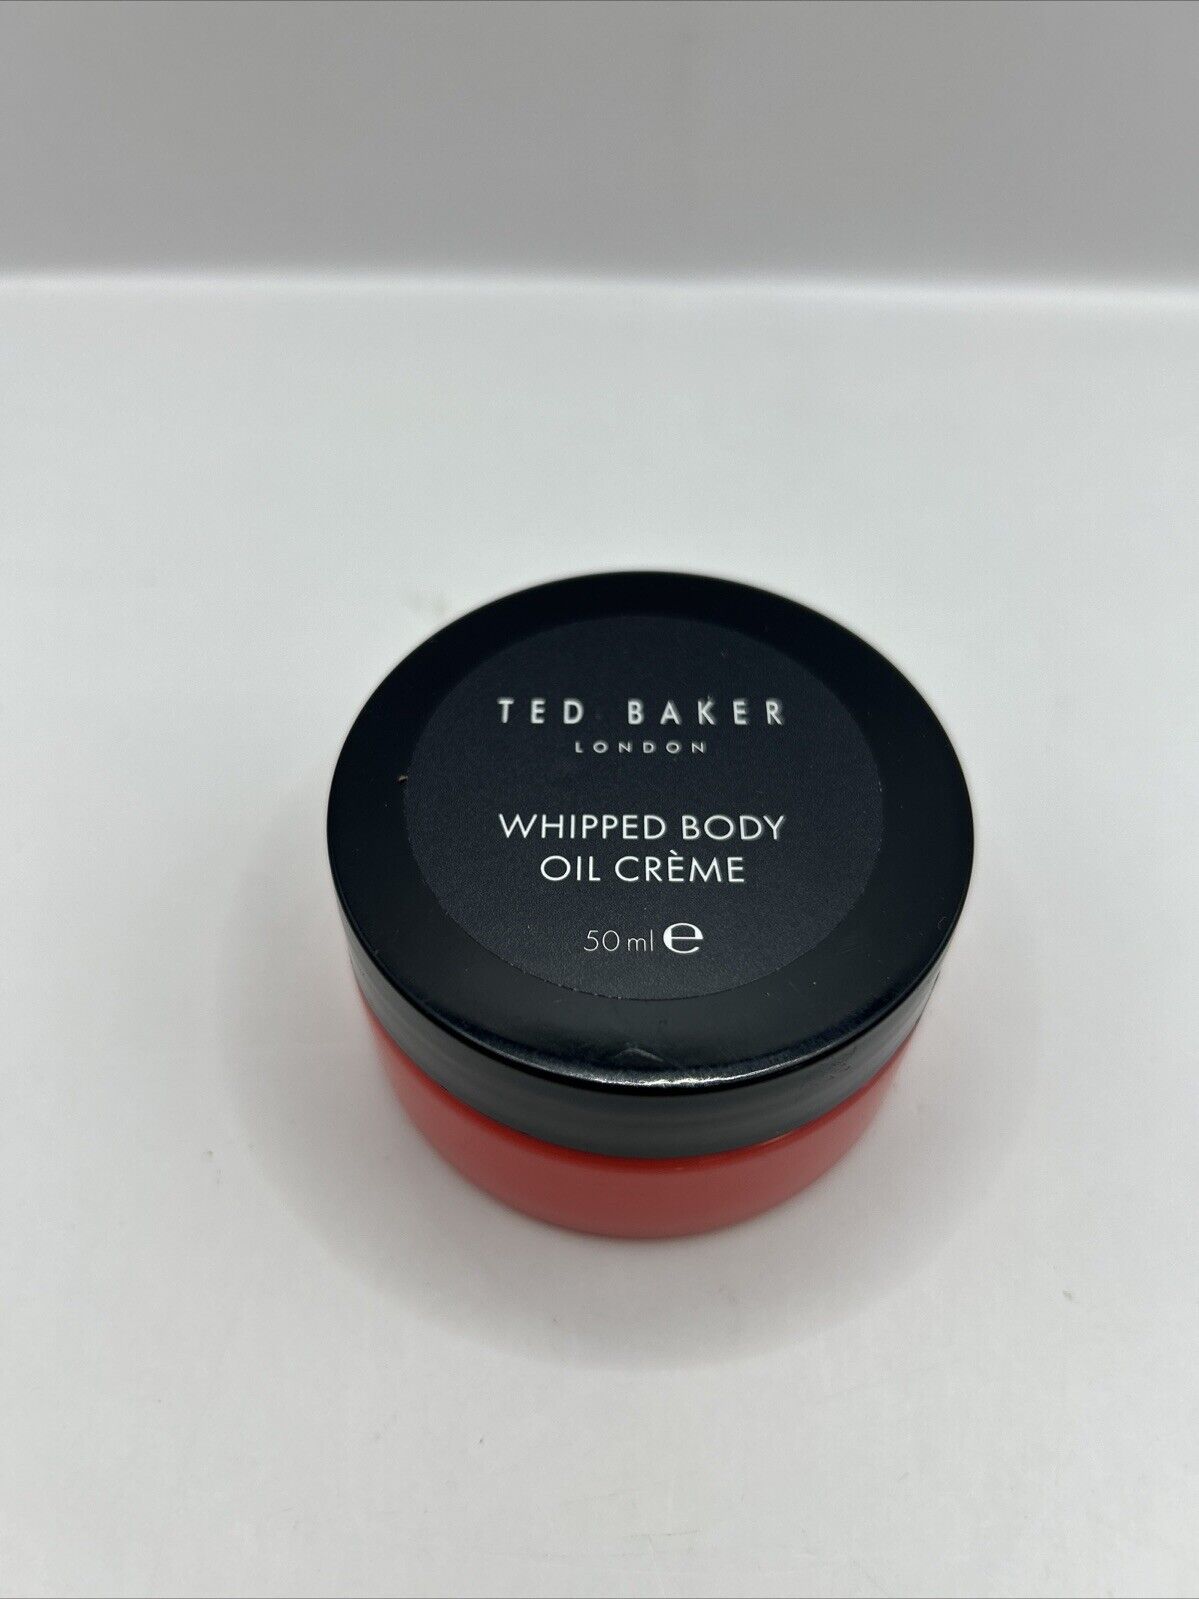 TED BAKER
LONDON
WHIPPED BODY
OIL CRÈME
50 ml ℮